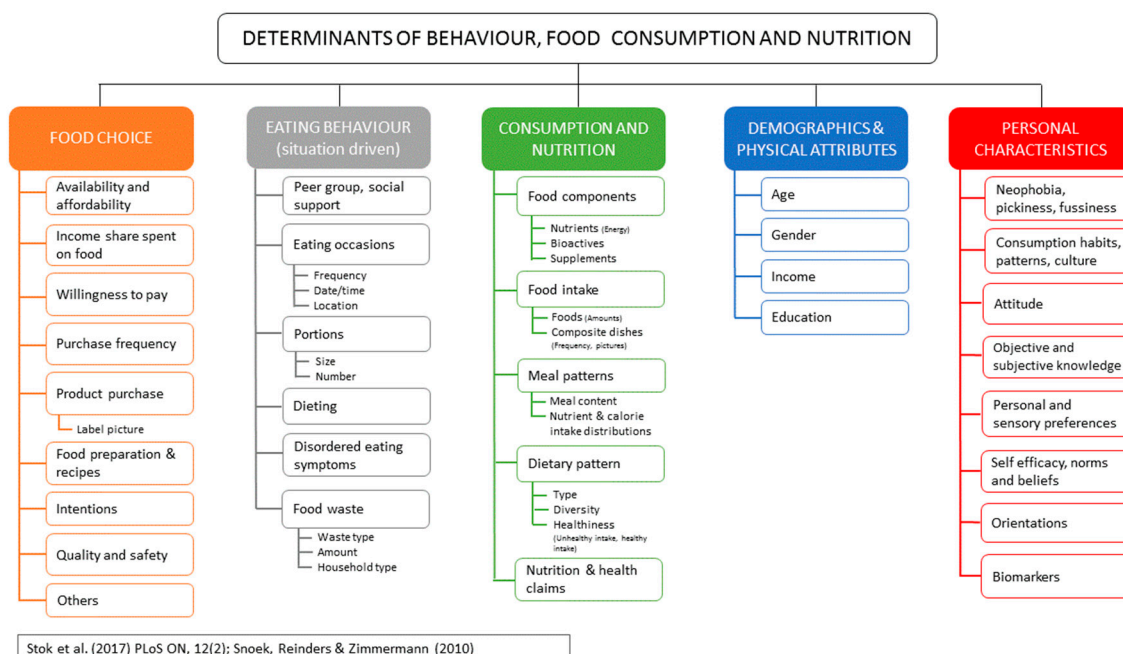 DETERMINANTS OF BEHAVIOUR, FOOD CONSUMPTION AND NUTRITION
FOOD CHOICE
Availability and
affordability
Income share spent
on food
Willingness to pay
Purchase frequency
Product purchase
Label picture
Food preparation &
recipes
Intentions
Quality and safety
Others
EATING BEHAVIOUR
(situation driven)
Peer group, social
support
Eating occasions
Frequency
Date/time
Location
Portions
Size
Number
Dieting
Disordered eating
symptoms
Food waste
Waste type
Amount
Household type
CONSUMPTION AND
NUTRITION
Food components
Nutrients (Energy)
Bioactives
Supplements
Food intake
Foods (Amounts)
Composite dishes
(Frequency, pictures)
Meal patterns
Meal content
Nutrient & calorie
intake distributions
Dietary pattern
Type
Diversity
Healthiness
(Unhealthy intake, healthy
intake)
Nutrition & health
claims
DEMOGRAPHICS &
PHYSICAL ATTRIBUTES
Age
Gender
Income
Education
PERSONAL
CHARACTERISTICS
Neophobia,
pickiness, fussiness
Consumption habits,
patterns, culture
Attitude
Objective and
subjective knowledge
Personal and
sensory preferences
Self efficacy, norms
and beliefs
Orientations
Biomarkers
Stok et al. (2017) PLoS ON, 12(2); Snoek, Reinders & Zimmermann (2010)